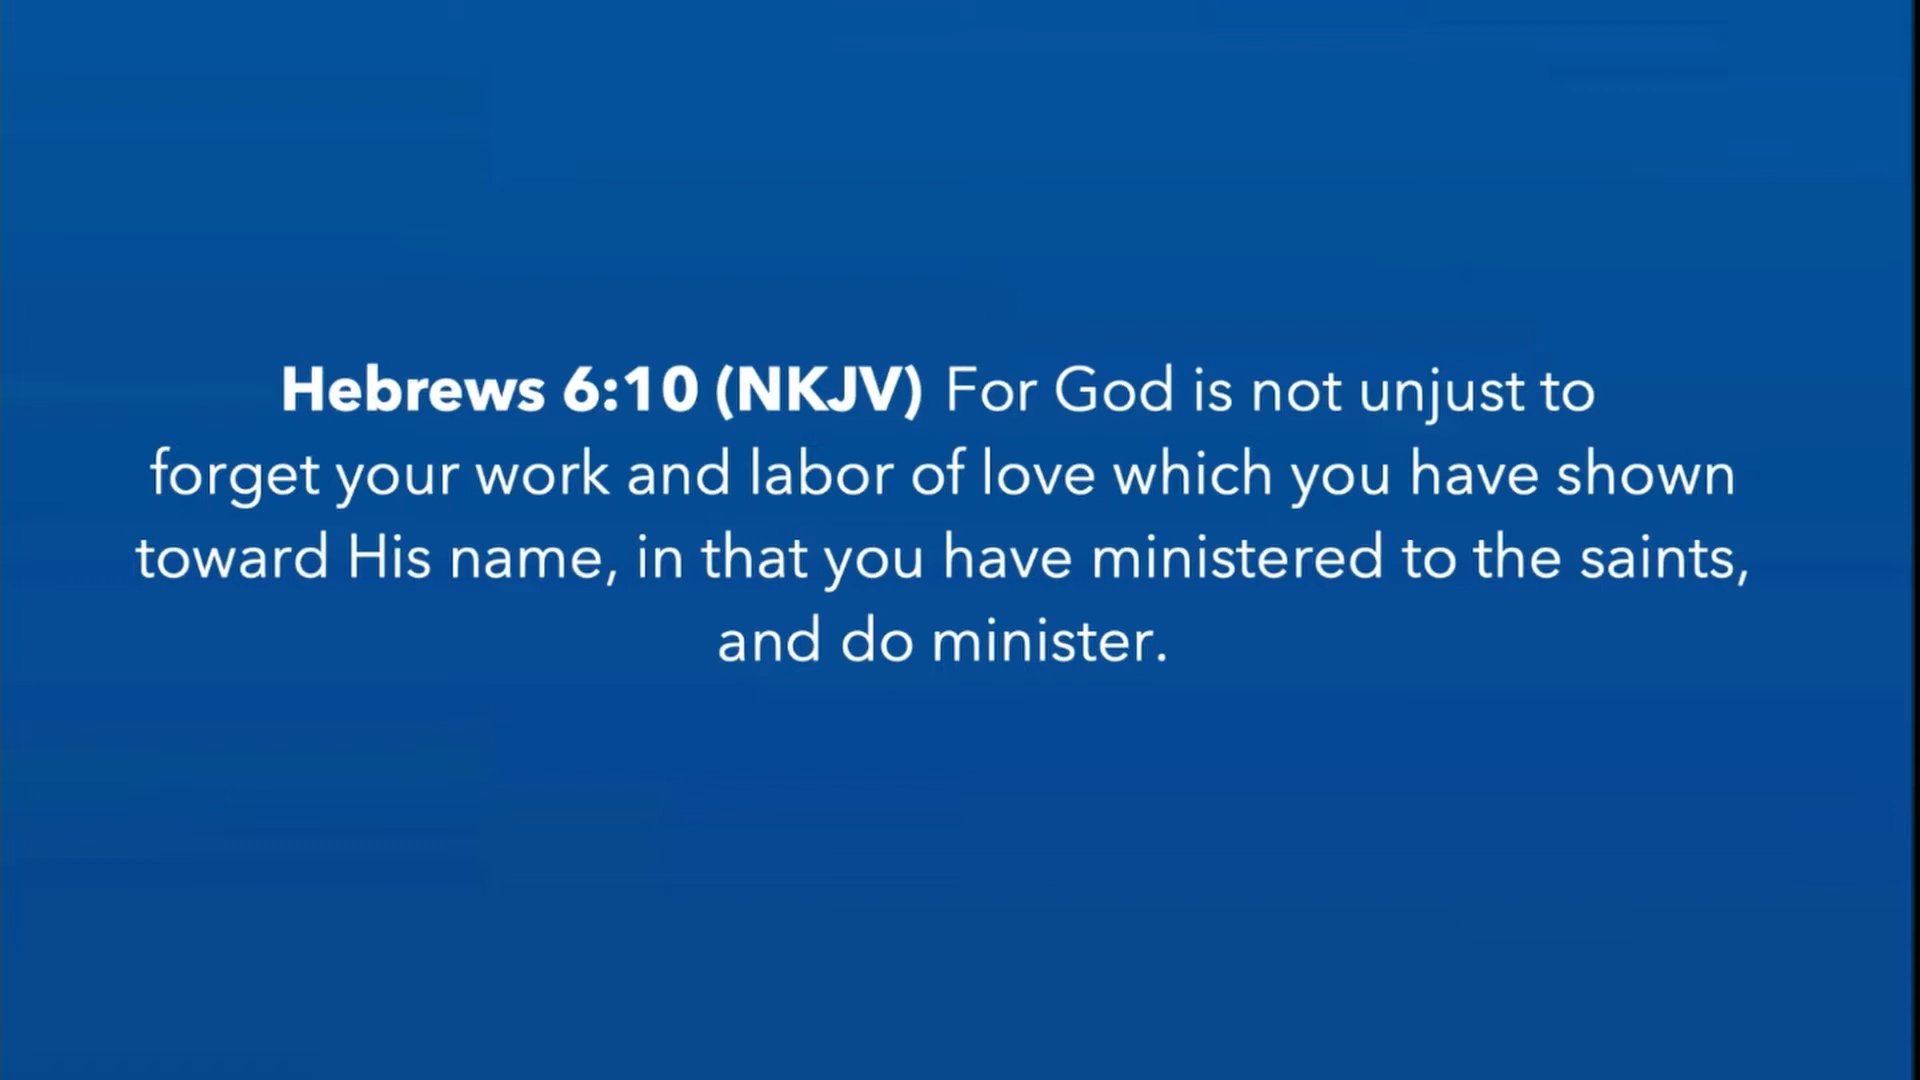 Hebrews 6:10 (NKJV) For God is not unjust to
forget your work and labor of love which you have shown
toward His name, in that you have ministered to the saints,
and do minister.